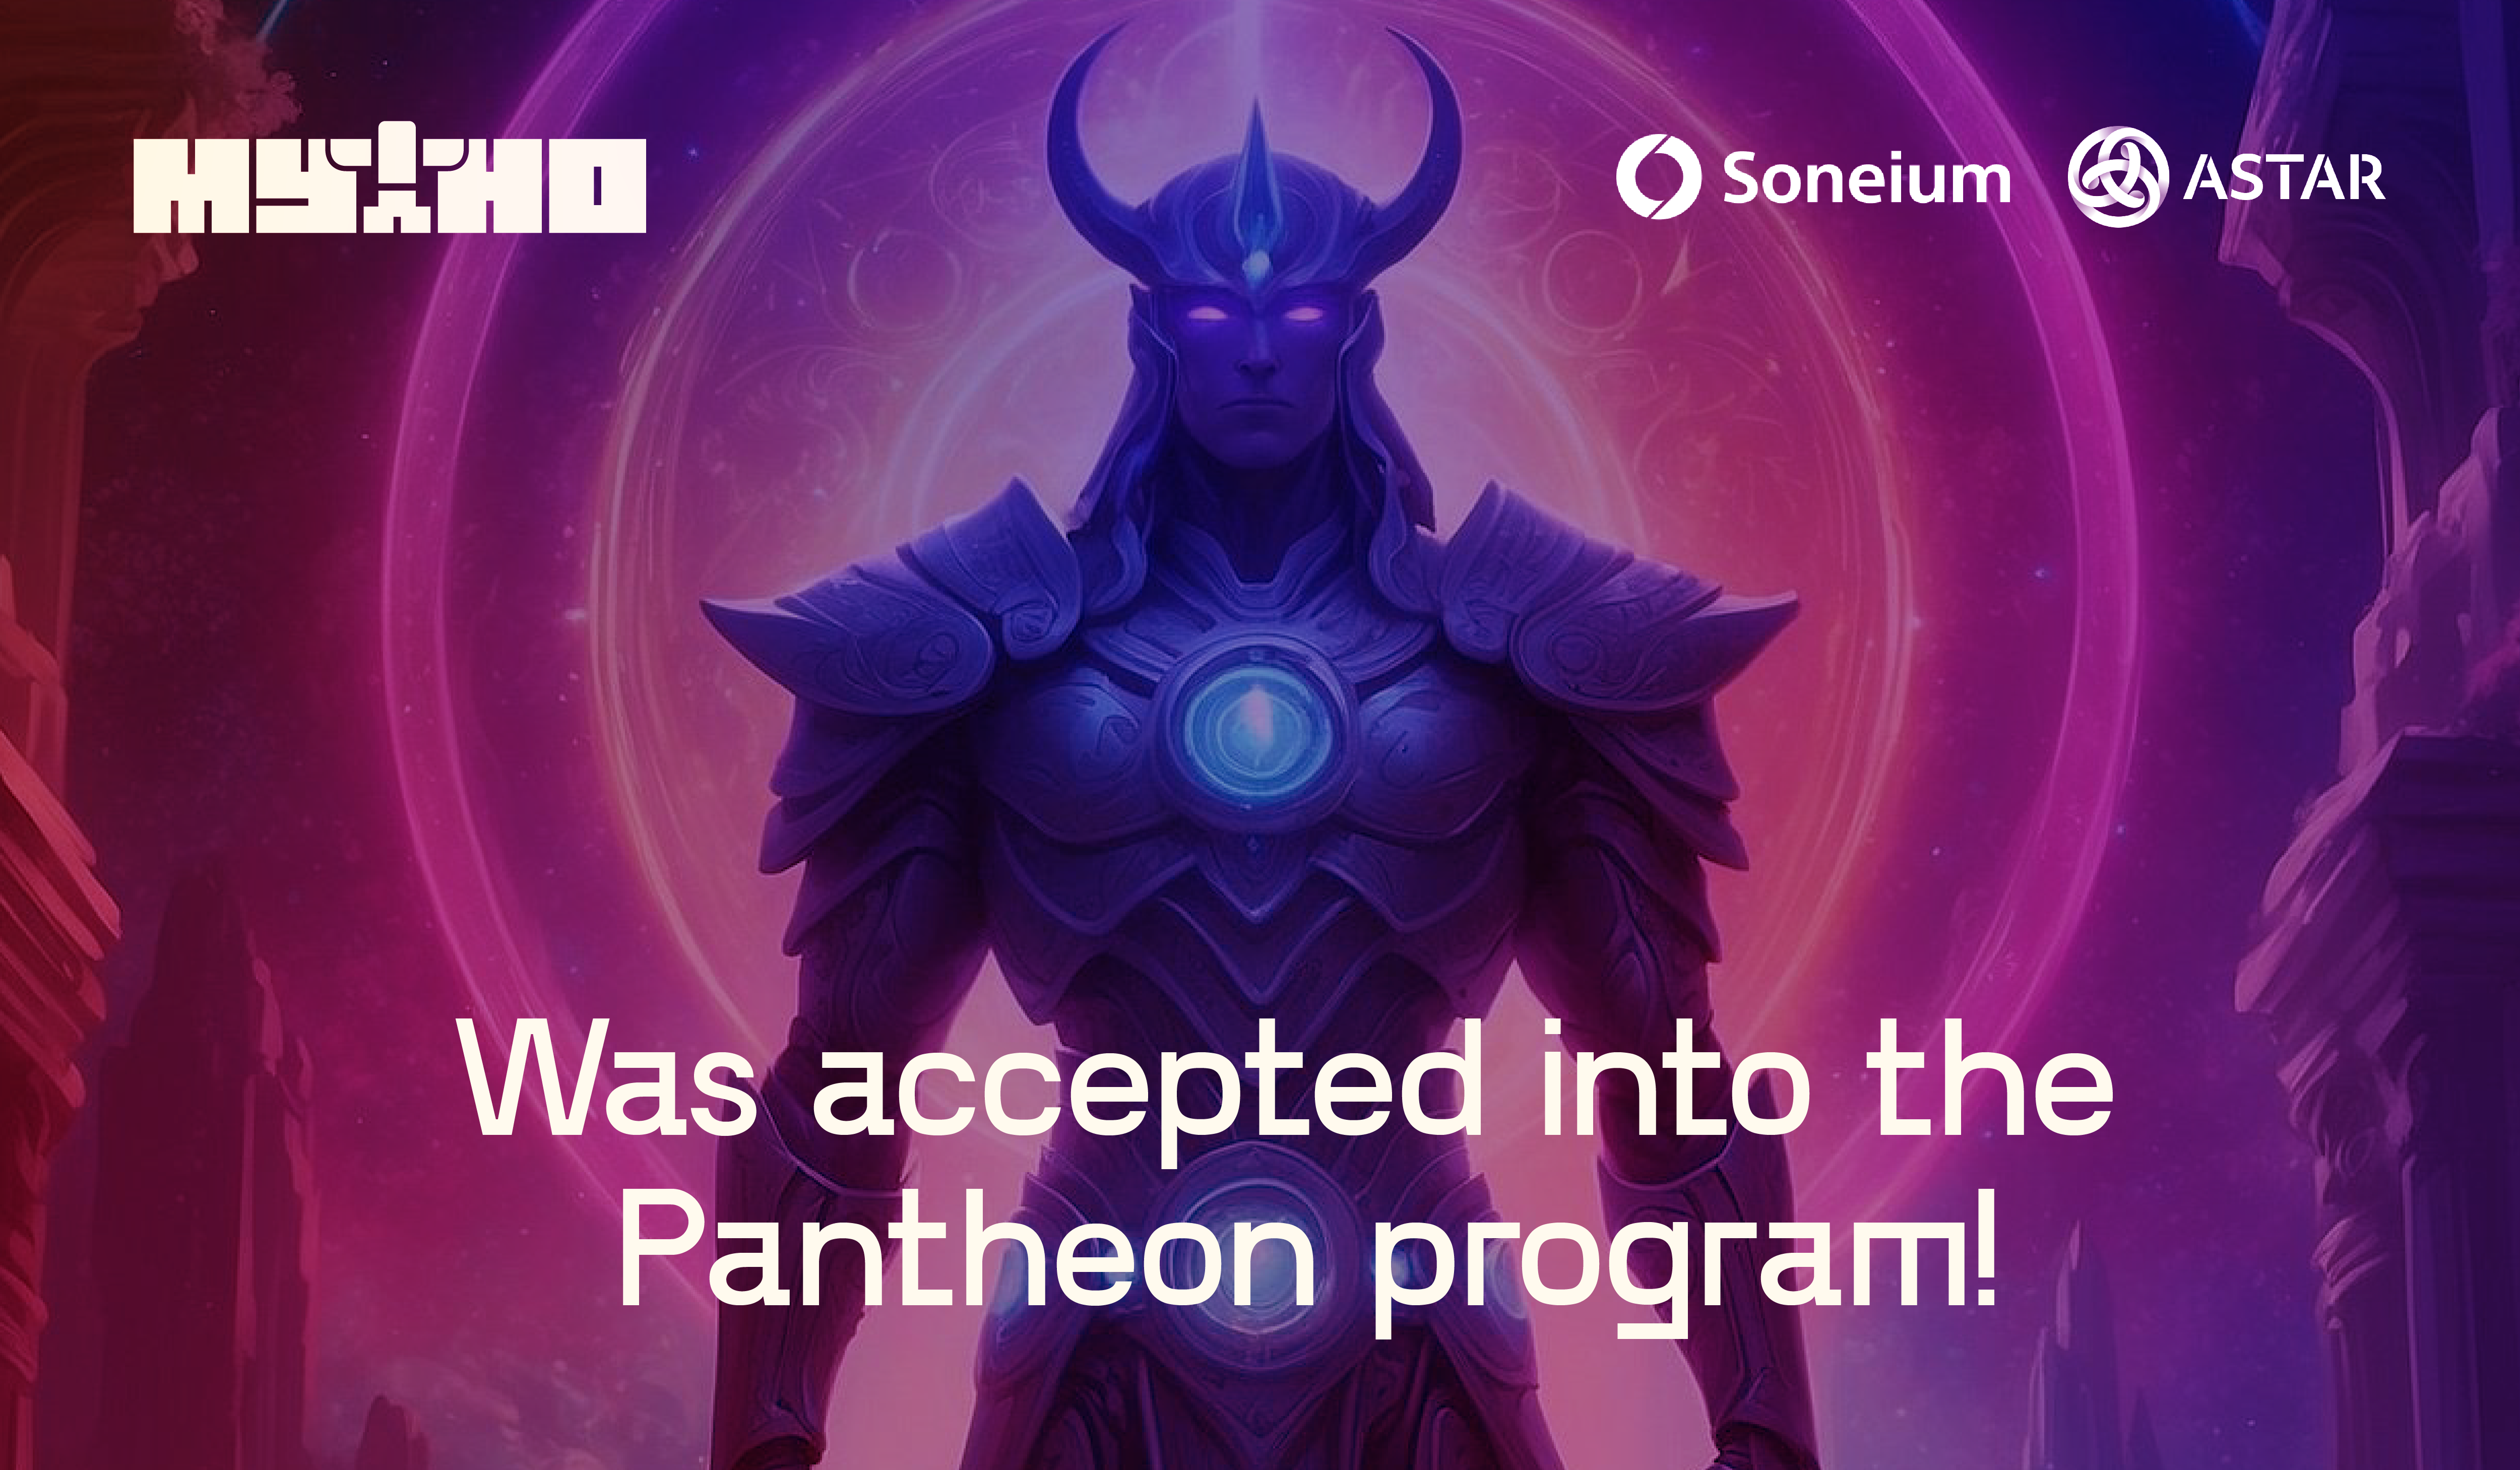 MYTHO
Soneium
ASTAR
Was accepted into the
Pantheon program!